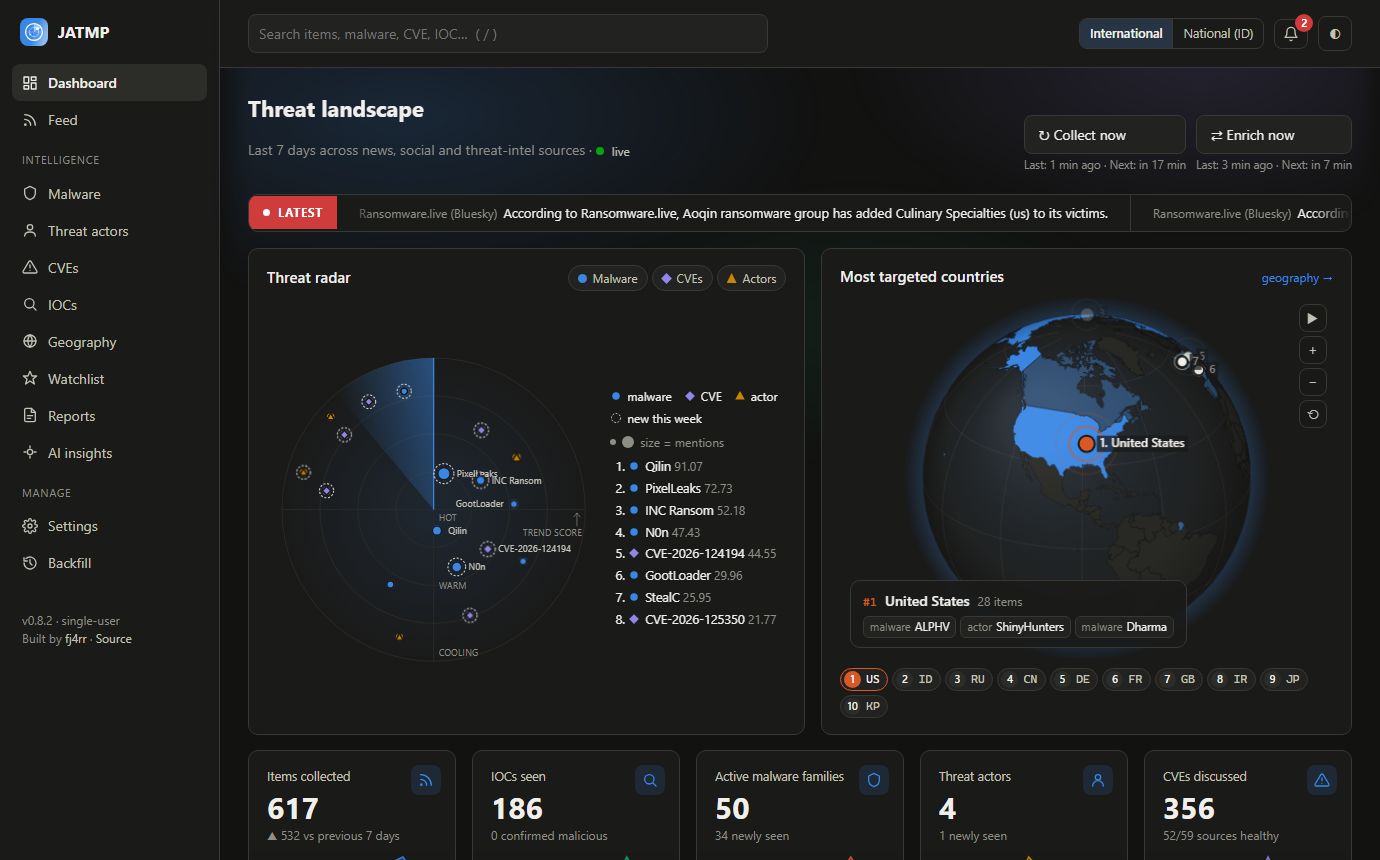 JATMP
Search items, malware, CVE, IOC... ( / )
International
National (ID)
2
Dashboard
Feed
INTELLIGENCE
Malware
Threat actors
CVEs
IOCs
Geography
Watchlist
Reports
AI insights
MANAGE
Settings
Backfill
v0.8.2 · single-user
Built by fj4rr · Source
Threat landscape
Last 7 days across news, social and threat-intel sources · live
↻ Collect now
Last: 1 min ago · Next: in 17 min
⇄ Enrich now
Last: 3 min ago · Next: in 7 min
LATEST
Ransomware.live (Bluesky) According to Ransomware.live, Aoqin ransomware group has added Culinary Specialties (us) to its victims.
Ransomware.live (Bluesky) Accordin
Threat radar
Malware
CVEs
Actors
PixelLeaks
INC Ransom
GootLoader
HOT
Qilin
TREND SCORE
CVE-2026-124194
N0n
WARM
COOLING
malware CVE actor
new this week
size = mentions
1. Qilin 91.07
2. PixelLeaks 72.73
3. INC Ransom 52.18
4. N0n 47.43
5. CVE-2026-124194 44.55
6. GootLoader 29.96
7. StealC 25.95
8. CVE-2026-125350 21.77
Most targeted countries
geography →
3
5
7
6
1. United States
+
−
#1 United States 28 items
malware ALPHV
actor ShinyHunters
malware Dharma
1 US
2 ID
3 RU
4 CN
5 DE
6 FR
7 GB
8 IR
9 JP
10 KP
Items collected
617
▲ 532 vs previous 7 days
IOCs seen
186
0 confirmed malicious
Active malware families
50
34 newly seen
Threat actors
4
1 newly seen
CVEs discussed
356
52/59 sources healthy